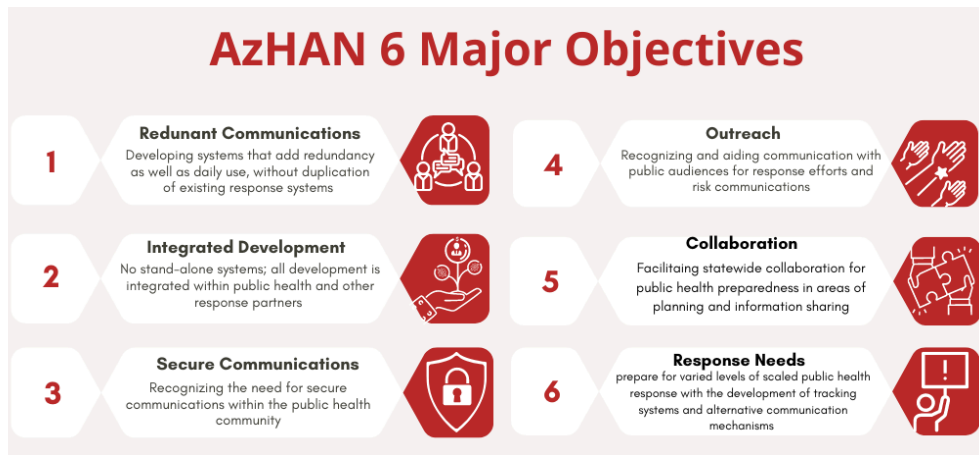 AzHAN 6 Major Objectives
1
Redunant Communications
Developing systems that add redundancy
as well as daily use, without duplication
of existing response systems
2
Integrated Development
No stand-alone systems; all development is
integrated within public health and other
response partners
3
Secure Communications
Recognizing the need for secure
communications within the public health
community
4
Outreach
Recognizing and aiding communication with
public audiences for response efforts and
risk communications
5
Collaboration
Facilitaing statewide collaboration for
public health preparedness in areas of
planning and information sharing
6
Response Needs
prepare for varied levels of scaled public health
response with the development of tracking
systems and alternative communication
mechanisms